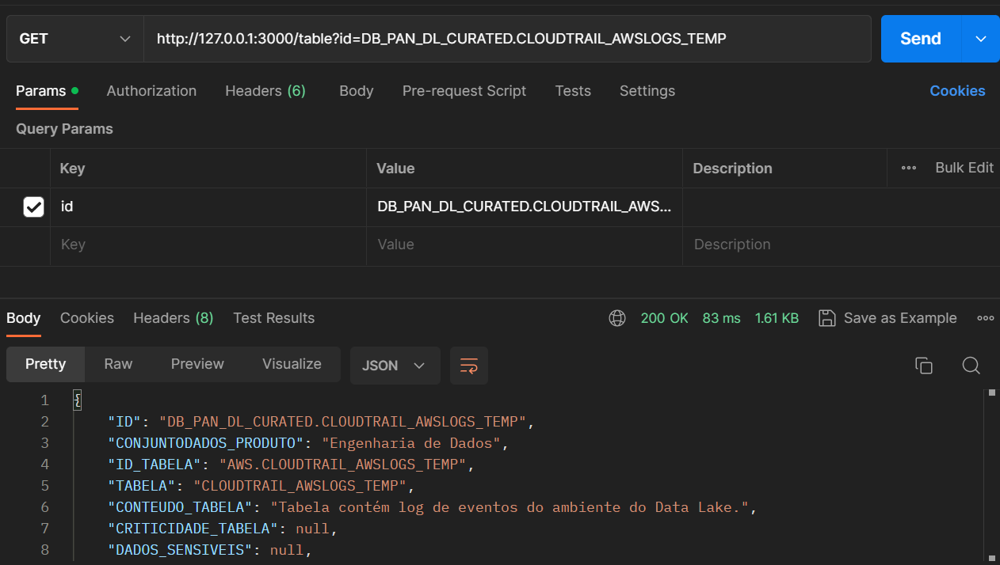 GET http://127.0.0.1:3000/table?id=DB_PAN_DL_CURATED.CLOUDTRAIL_AWSLOGS_TEMP Send
Params Authorization Headers (6) Body Pre-request Script Tests Settings Cookies
Query Params
Key Value Description Bulk Edit
id DB_PAN_DL_CURATED.CLOUDTRAIL_AWS...
Key Value Description
Body Cookies Headers (8) Test Results 200 OK 83 ms 1.61 KB Save as Example
Pretty Raw Preview Visualize JSON
1 {
2 "ID": "DB_PAN_DL_CURATED.CLOUDTRAIL_AWSLOGS_TEMP",
3 "CONJUNTODADOS_PRODUTO": "Engenharia de Dados",
4 "ID_TABELA": "AWS.CLOUDTRAIL_AWSLOGS_TEMP",
5 "TABELA": "CLOUDTRAIL_AWSLOGS_TEMP",
6 "CONTEUDO_TABELA": "Tabela contém log de eventos do ambiente do Data Lake.",
7 "CRITICIDADE_TABELA": null,
8 "DADOS_SENSIVEIS": null,